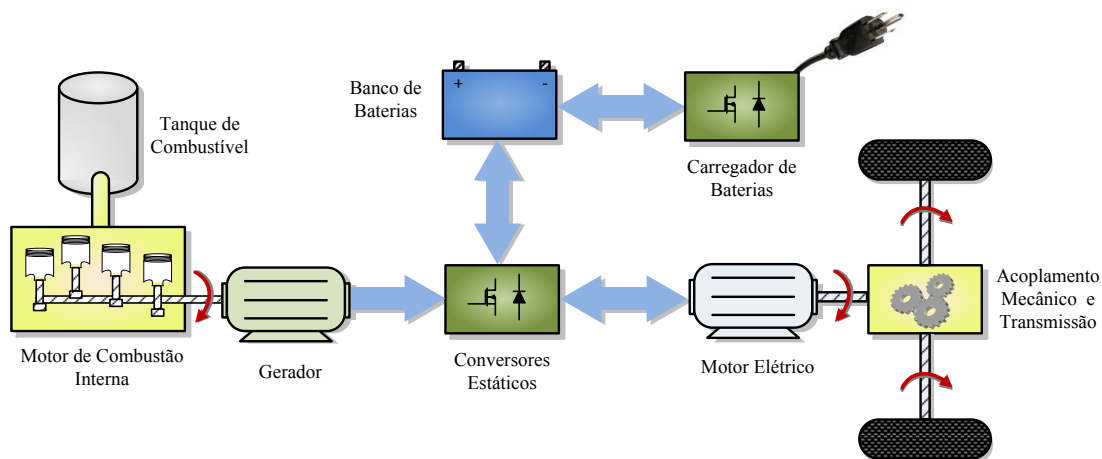 Tanque de
Combustível
Motor de Combustão
Interna
Gerador
Banco de
Baterias
+ -
Carregador de
Baterias
Conversores
Estáticos
Motor Elétrico
Acoplamento
Mecânico e
Transmissão